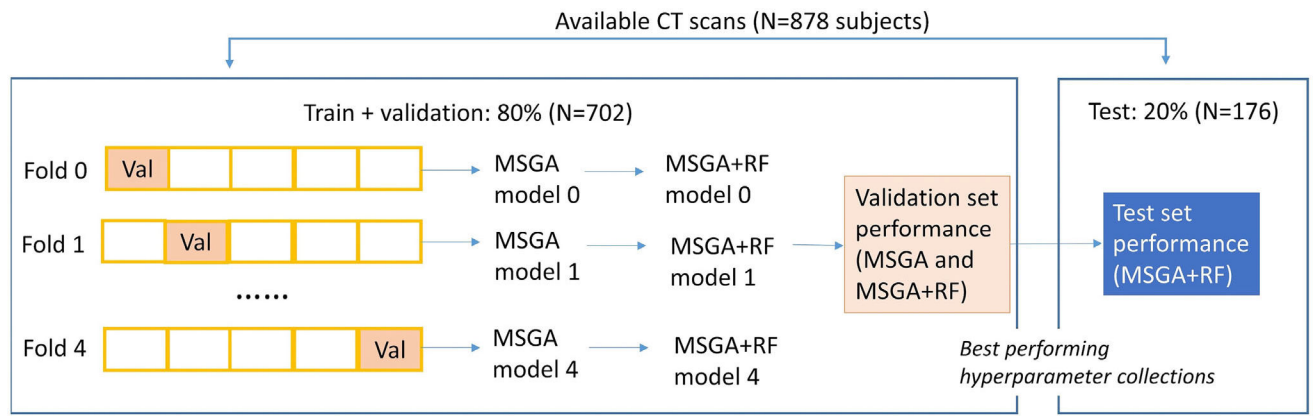 Available CT scans (N=878 subjects)
Train + validation: 80% (N=702)
Fold 0
Val
MSGA
model 0
MSGA+RF
model 0
Fold 1
Val
MSGA
model 1
MSGA+RF
model 1
......
Fold 4
Val
MSGA
model 4
MSGA+RF
model 4
Validation set
performance
(MSGA and
MSGA+RF)
Best performing
hyperparameter collections
Test: 20% (N=176)
Test set
performance
(MSGA+RF)